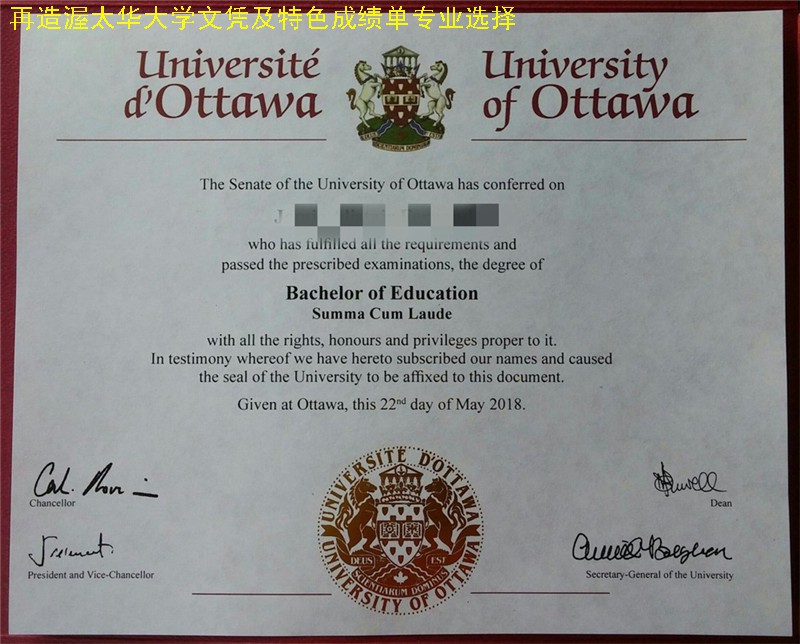 再造渥太华大学文凭及特色成绩单专业选择
Université
d'Ottawa
University
of Ottawa
The Senate of the University of Ottawa has conferred on
who has fulfilled all the requirements and
passed the prescribed examinations, the degree of
Bachelor of Education
Summa Cum Laude
with all the rights, honours and privileges proper to it.
In testimony whereof we have hereto subscribed our names and caused
the seal of the University to be affixed to this document.
Given at Ottawa, this 22nd day of May 2018.
Chancellor
Dean
President and Vice-Chancellor
Secretary-General of the University
UNIVERSITÉ D'OTTAWA
DEUS EST
SCIENTIARUM DOMINUS
UNIVERSITY OF OTTAWA